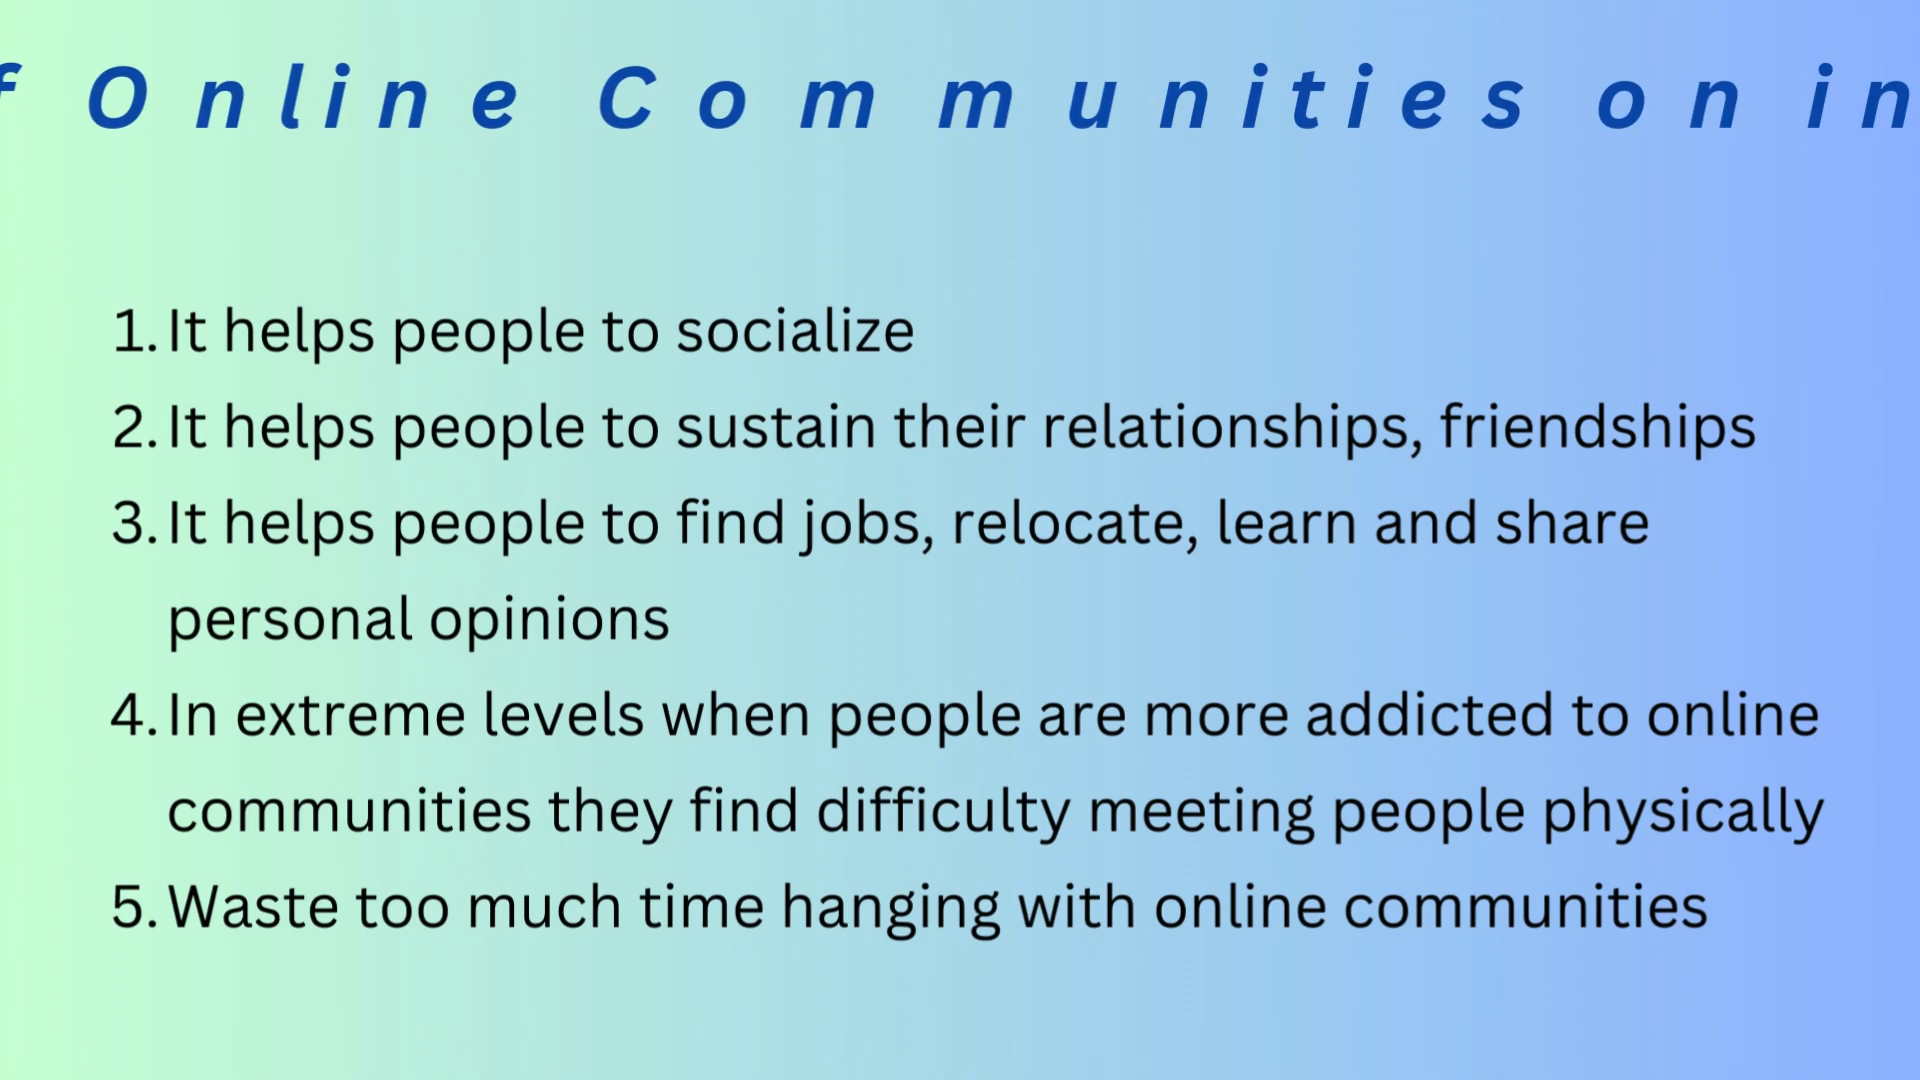 f Online Communities on in
1. It helps people to socialize
2. It helps people to sustain their relationships, friendships
3. It helps people to find jobs, relocate, learn and share
personal opinions
4. In extreme levels when people are more addicted to online
communities they find difficulty meeting people physically
5. Waste too much time hanging with online communities